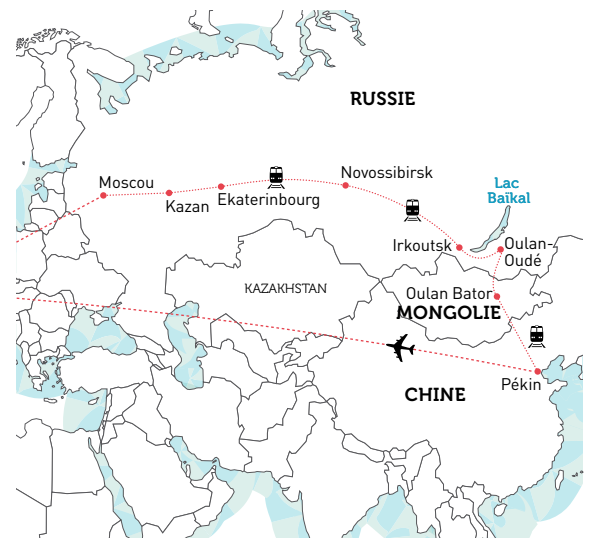 RUSSIE
Novossibirsk
Moscou
Lac
Baïkal
Ekaterinbourg
Kazan
Irkoutsk
Oulan-
Oudé
KAZAKHSTAN
Oulan Bator
MONGOLIE
Pékin
CHINE